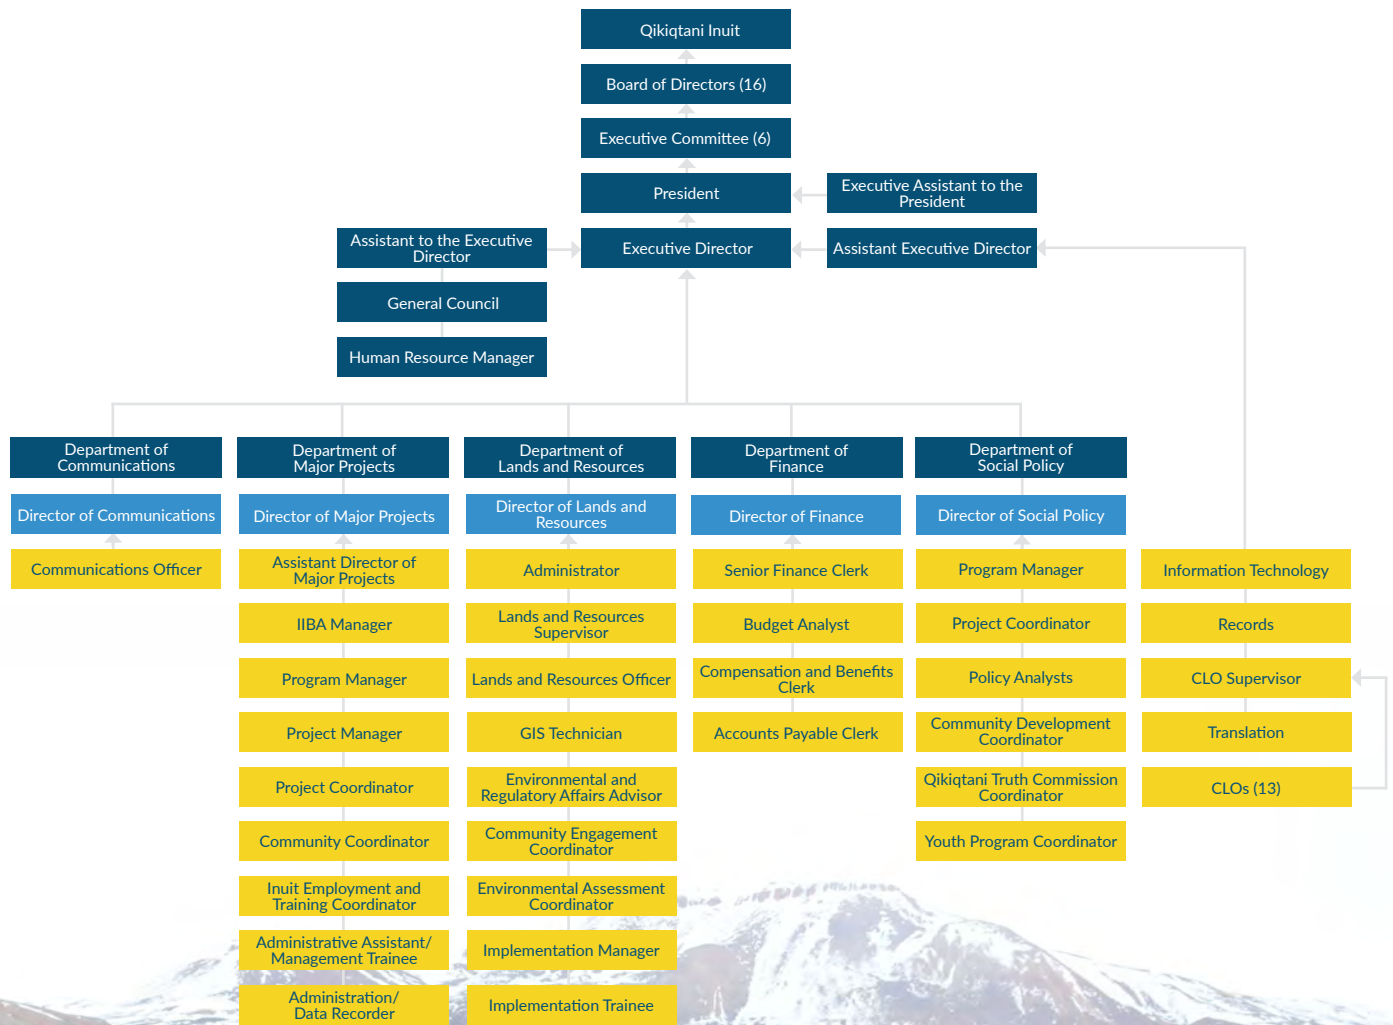 Qikiqtani Inuit
Board of Directors (16)
Executive Committee (6)
President
Executive Assistant to the
President
Assistant to the Executive
Director
Executive Director
Assistant Executive Director
General Council
Human Resource Manager
Department of
Communications
Director of Communications
Communications Officer
Department of
Major Projects
Director of Major Projects
Assistant Director of
Major Projects
IIBA Manager
Program Manager
Project Manager
Project Coordinator
Community Coordinator
Inuit Employment and
Training Coordinator
Administrative Assistant/
Management Trainee
Administration/
Data Recorder
Department of
Lands and Resources
Director of Lands and
Resources
Administrator
Lands and Resources
Supervisor
Lands and Resources Officer
GIS Technician
Environmental and
Regulatory Affairs Advisor
Community Engagement
Coordinator
Environmental Assessment
Coordinator
Implementation Manager
Implementation Trainee
Department of
Finance
Director of Finance
Senior Finance Clerk
Budget Analyst
Compensation and Benefits
Clerk
Accounts Payable Clerk
Department of
Social Policy
Director of Social Policy
Program Manager
Project Coordinator
Policy Analysts
Community Development
Coordinator
Qikiqtani Truth Commission
Coordinator
Youth Program Coordinator
Information Technology
Records
CLO Supervisor
Translation
CLOs (13)